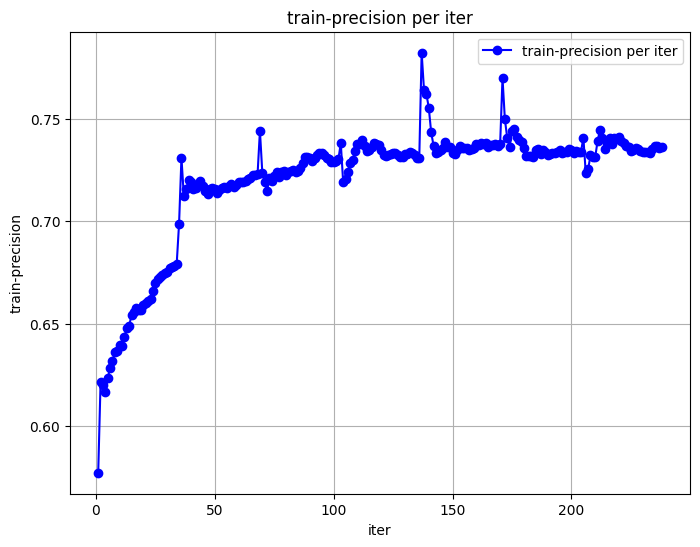 train-precision per iter
train-precision per iter
0.75
0.70
0.65
0.60
train-precision
0
50
100
150
200
iter